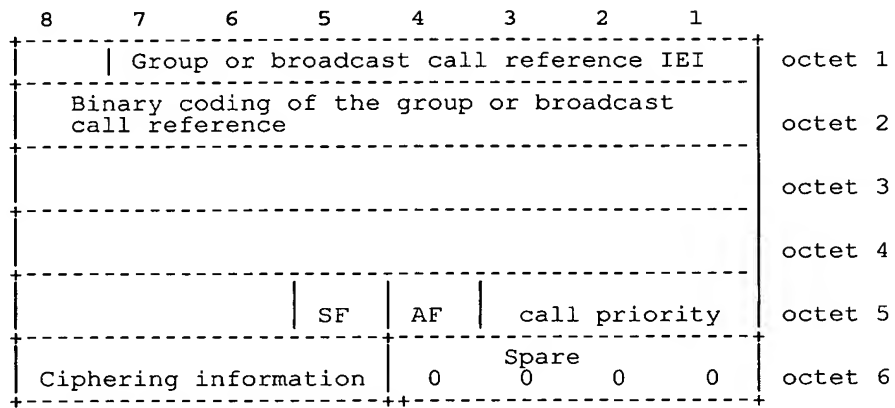 8 7 6 5 4 3 2 1
Group or broadcast call reference IEI octet 1
Binary coding of the group or broadcast
call reference octet 2
octet 3
octet 4
SF AF call priority octet 5
Spare
Ciphering information 0 0 0 0 octet 6